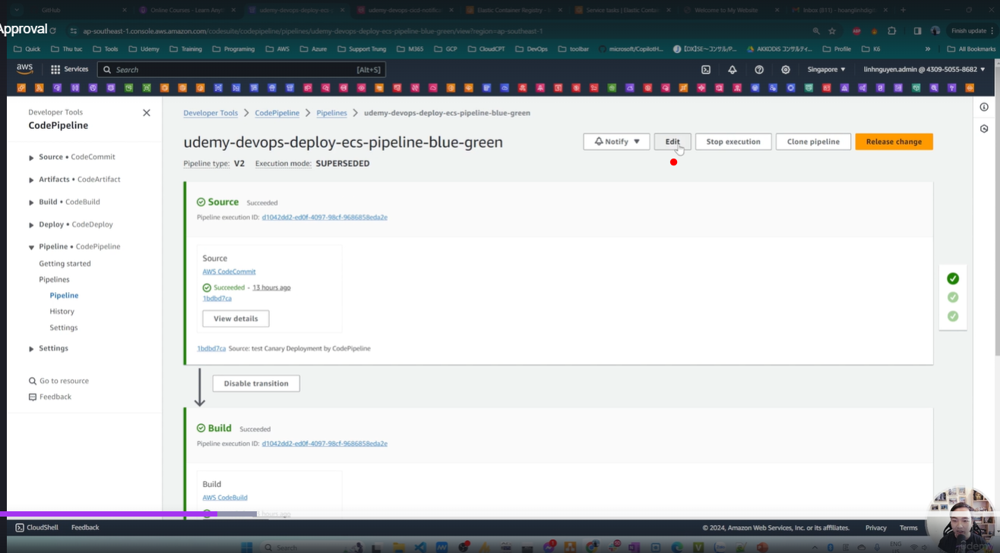 GitHub
Online Courses - Learn Anyt
udemy-devops-deploy-ecs-
udemy-devops-cicd-notific
Elastic Container Registry -
Service tasks | Elastic Contai
Welcome to My Website
Inbox (811) - hoanglinhdigit
Approval
ap-southeast-1.console.aws.amazon.com/codesuite/codepipeline/pipelines/udemy-devops-deploy-ecs-pipeline-blue-green/view?region=ap-southeast-1
Finish update
Quick
Thu tuc
Tools
Udemy
Training
Programing
AWS
Azure
Support Trung
M365
GCP
CloudCPT
DevOps
toolbar
microsoft/CopilotH...
【DX】SE～コンサル/P...
AKKODiS コンサルティ...
Profile
K6
»
All Bookmarks
aws
Services
Search
[Alt+S]
Singapore
linhnguyen.admin @ 4309-5055-8682
Developer Tools
CodePipeline
Source • CodeCommit
Artifacts • CodeArtifact
Build • CodeBuild
Deploy • CodeDeploy
Pipeline • CodePipeline
Getting started
Pipelines
Pipeline
History
Settings
Settings
Go to resource
Feedback
Developer Tools > CodePipeline > Pipelines > udemy-devops-deploy-ecs-pipeline-blue-green
udemy-devops-deploy-ecs-pipeline-blue-green
Notify
Edit
Stop execution
Clone pipeline
Release change
Pipeline type: V2 Execution mode: SUPERSEDED
Source Succeeded
Pipeline execution ID: d1042dd2-ed0f-4097-98cf-9686858eda2e
Source
AWS CodeCommit
Succeeded - 13 hours ago
1bdbd7ca
View details
1bdbd7ca Source: test Canary Deployment by CodePipeline
Disable transition
Build Succeeded
Pipeline execution ID: d1042dd2-ed0f-4097-98cf-9686858eda2e
Build
AWS CodeBuild
hours ago
CloudShell
Feedback
© 2024, Amazon Web Services, Inc. or its affiliates.
Privacy
Terms
Search
ENG
udemy